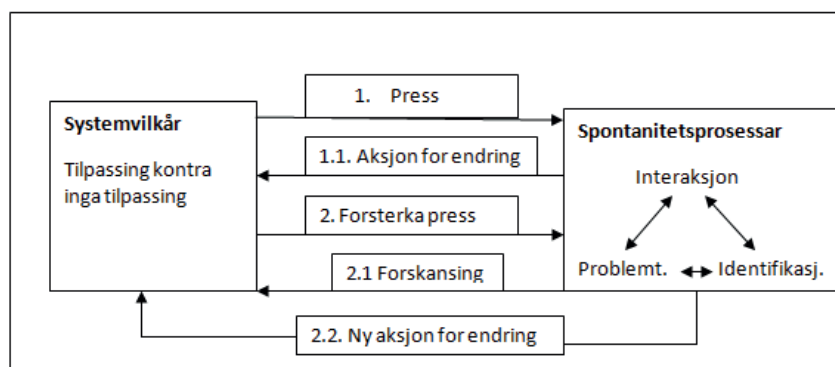 1. Press
Systemvilkår
Tilpassing kontra
inga tilpassing
Spontanitetsprosessar
1.1. Aksjon for endring
Interaksjon
2. Forsterka press
Problemt.
Identifikasj.
2.1 Forskansing
2.2. Ny aksjon for endring